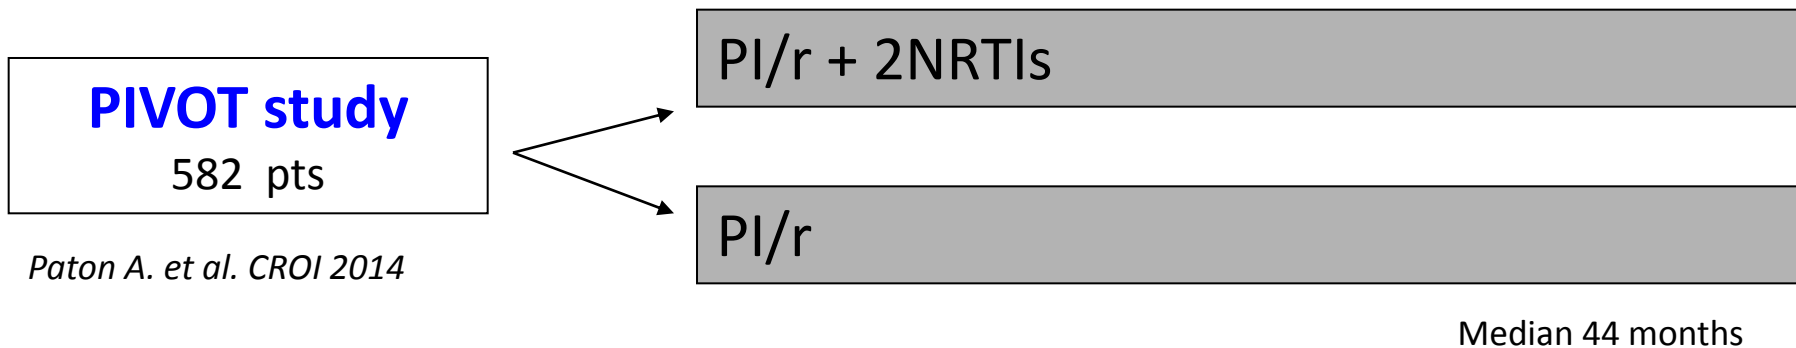 PIVOT study
582 pts
Paton A. et al. CROI 2014
PI/r + 2NRTIs
PI/r
Median 44 months